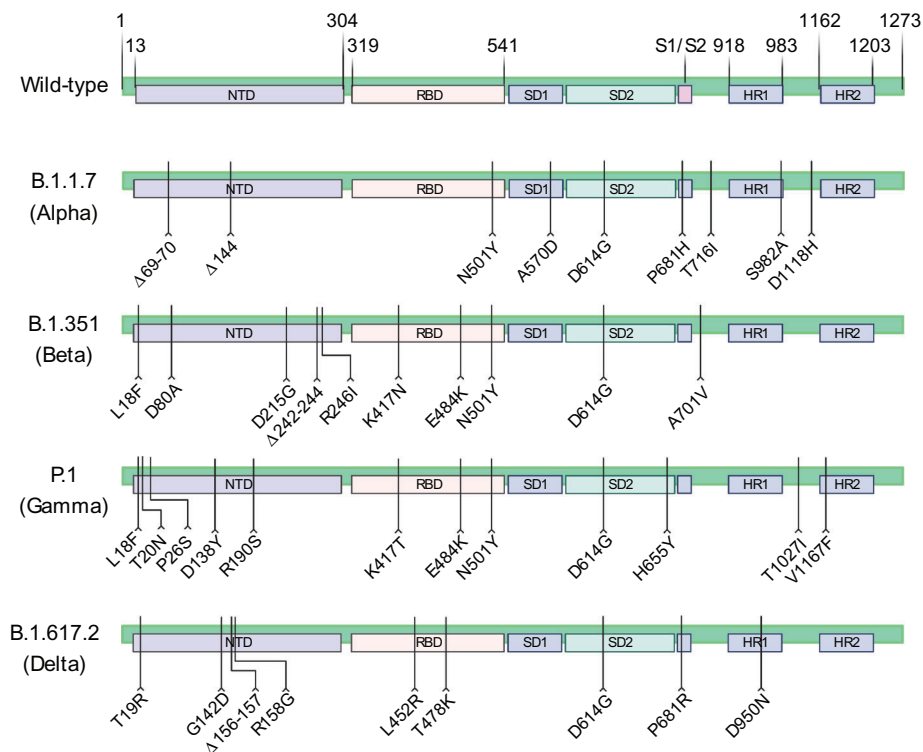 1 304 1162 1273
13 319 541 S1/S2 918 983 1203
Wild-type NTD RBD SD1 SD2 HR1 HR2
B.1.1.7
(Alpha)
NTD RBD SD1 SD2 HR1 HR2
Δ69-70 Δ144 N501Y A570D D614G P681H T716I S982A D1118H
B.1.351
(Beta)
NTD RBD SD1 SD2 HR1 HR2
L18F D80A D215G Δ242-244 R246I K417N E484K N501Y D614G A701V
P.1
(Gamma)
NTD RBD SD1 SD2 HR1 HR2
L18F T20N P26S D138Y R190S K417T E484K N501Y D614G H655Y T1027I V1167F
B.1.617.2
(Delta)
NTD RBD SD1 SD2 HR1 HR2
T19R G142D Δ156-157 R158G L452R T478K D614G P681R D950N